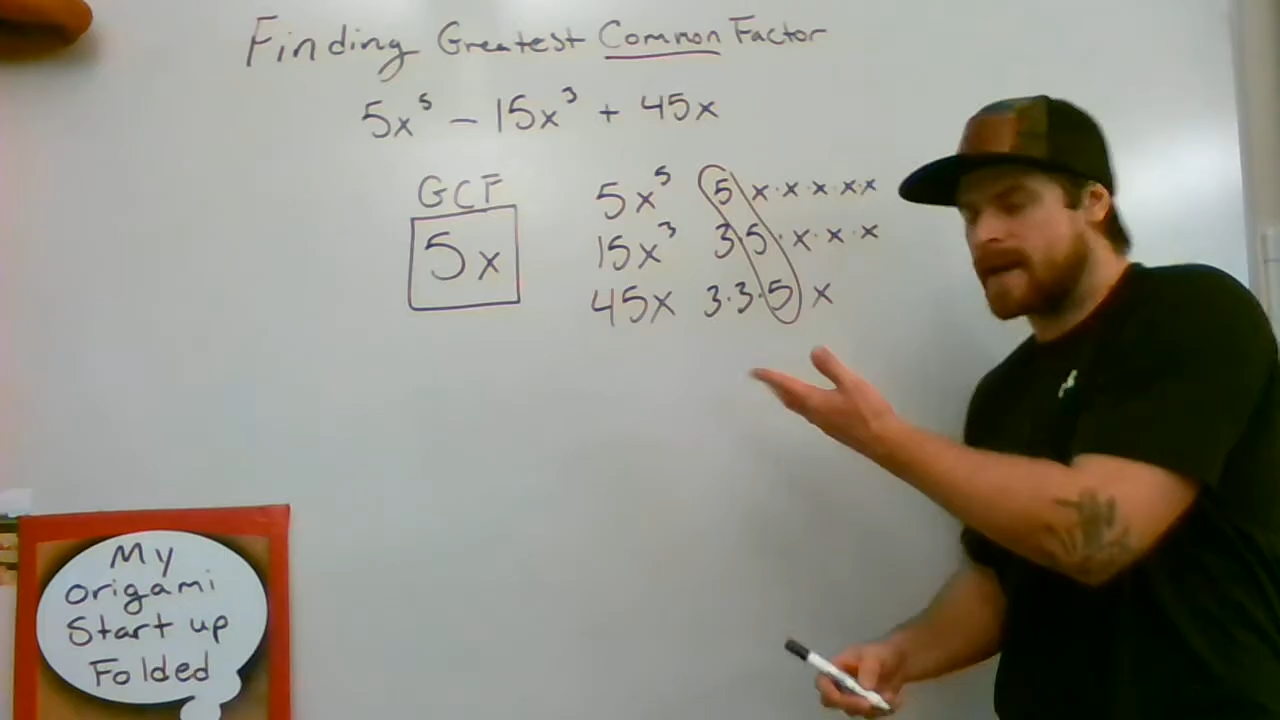 Finding Greatest Common Factor
5x⁵ – 15x³ + 45x
GCF
5x
5x⁵ 5 x·x·x·x·x
15x³ 3·5·x·x·x
45x 3·3·5 x
My
origami
Start up
Folded